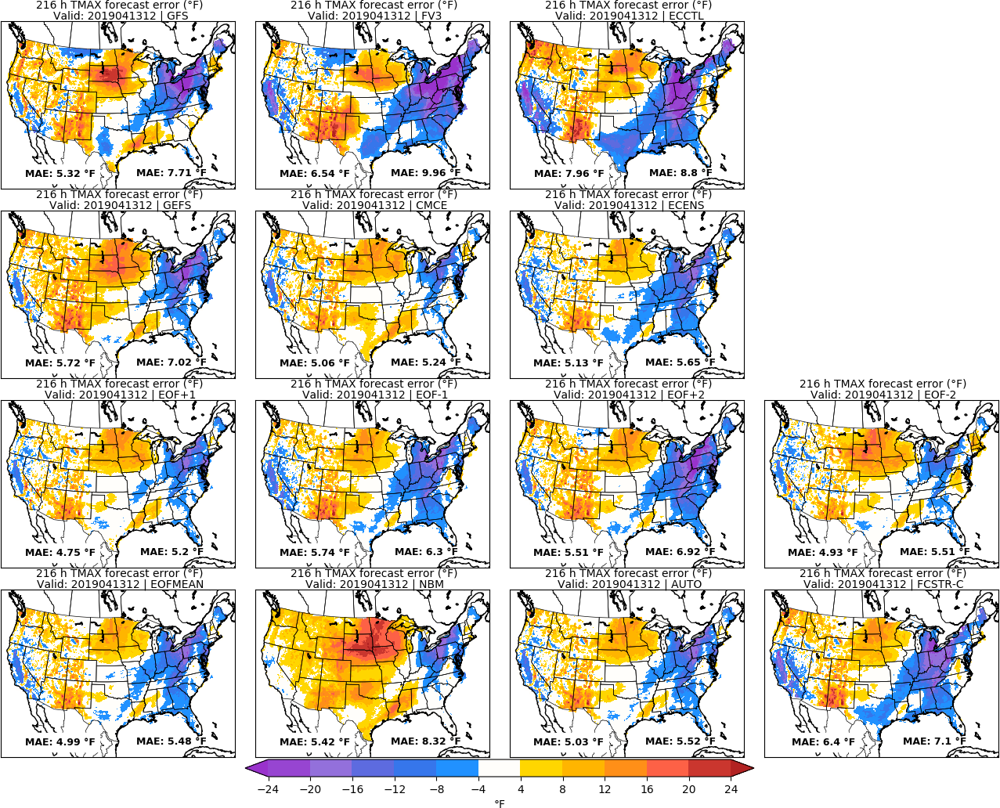 216 h TMAX forecast error (°F)
Valid: 2019041312 | GFS
MAE: 5.32 °F
MAE: 7.71 °F
216 h TMAX forecast error (°F)
Valid: 2019041312 | FV3
MAE: 6.54 °F
MAE: 9.96 °F
216 h TMAX forecast error (°F)
Valid: 2019041312 | ECCTL
MAE: 7.96 °F
MAE: 8.8 °F
216 h TMAX forecast error (°F)
Valid: 2019041312 | GEFS
MAE: 5.72 °F
MAE: 7.02 °F
216 h TMAX forecast error (°F)
Valid: 2019041312 | CMCE
MAE: 5.06 °F
MAE: 5.24 °F
216 h TMAX forecast error (°F)
Valid: 2019041312 | ECENS
MAE: 5.13 °F
MAE: 5.65 °F
216 h TMAX forecast error (°F)
Valid: 2019041312 | EOF+1
MAE: 4.75 °F
MAE: 5.2 °F
216 h TMAX forecast error (°F)
Valid: 2019041312 | EOF-1
MAE: 5.74 °F
MAE: 6.3 °F
216 h TMAX forecast error (°F)
Valid: 2019041312 | EOF+2
MAE: 5.51 °F
MAE: 6.92 °F
216 h TMAX forecast error (°F)
Valid: 2019041312 | EOF-2
MAE: 4.93 °F
MAE: 5.51 °F
216 h TMAX forecast error (°F)
Valid: 2019041312 | EOFMEAN
MAE: 4.99 °F
MAE: 5.48 °F
216 h TMAX forecast error (°F)
Valid: 2019041312 | NBM
MAE: 5.42 °F
MAE: 8.32 °F
216 h TMAX forecast error (°F)
Valid: 2019041312 | AUTO
MAE: 5.03 °F
MAE: 5.52 °F
216 h TMAX forecast error (°F)
Valid: 2019041312 | FCSTR-C
MAE: 6.4 °F
MAE: 7.1 °F
−24 −20 −16 −12 −8 −4 4 8 12 16 20 24
°F